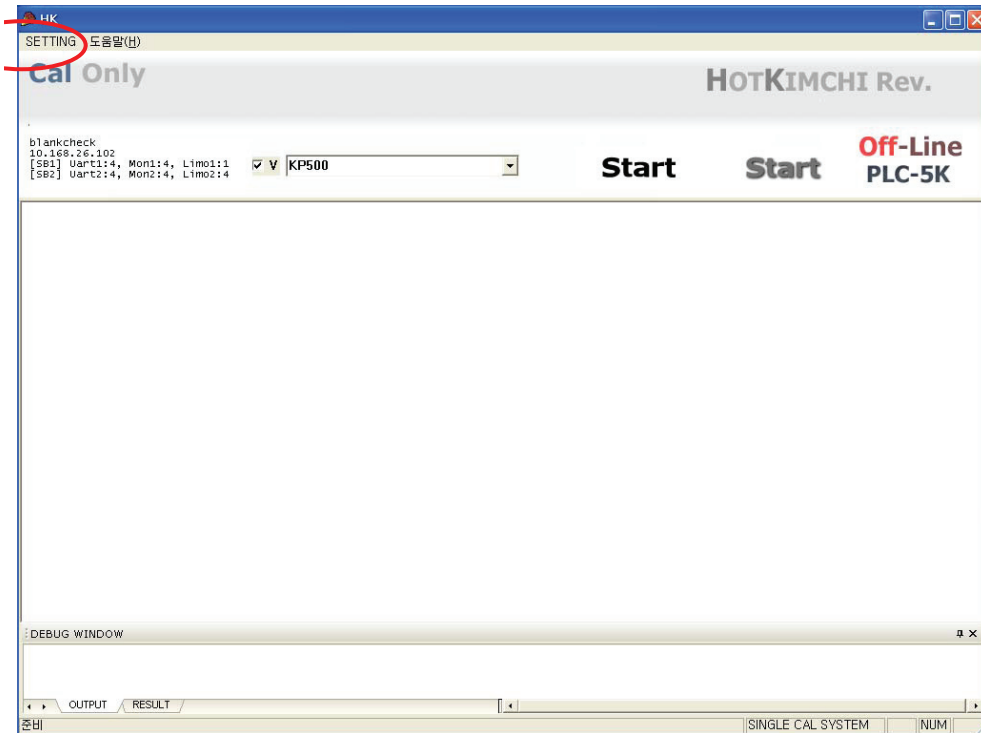 HK
SETTING 도움말(H)
Cal Only
HOTKIMCHI Rev.
blankcheck
10.168.26.102
[SB1] Uart1:4, Mon1:4, Limo1:1
[SB2] Uart2:4, Mon2:4, Limo2:4
V KP500
Start
Start
Off-Line
PLC-5K
DEBUG WINDOW
OUTPUT RESULT
준비 SINGLE CAL SYSTEM NUM